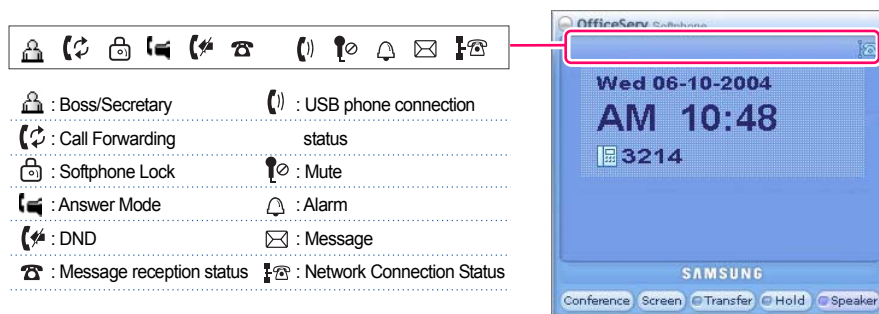 : Boss/Secretary
: Call Forwarding
: Softphone Lock
: Answer Mode
: DND
: Message reception status
: USB phone connection
status
: Mute
: Alarm
: Message
: Network Connection Status
OfficeServ Softphone
Wed 06-10-2004
AM 10:48
3214
SAMSUNG
Conference Screen Transfer Hold Speaker